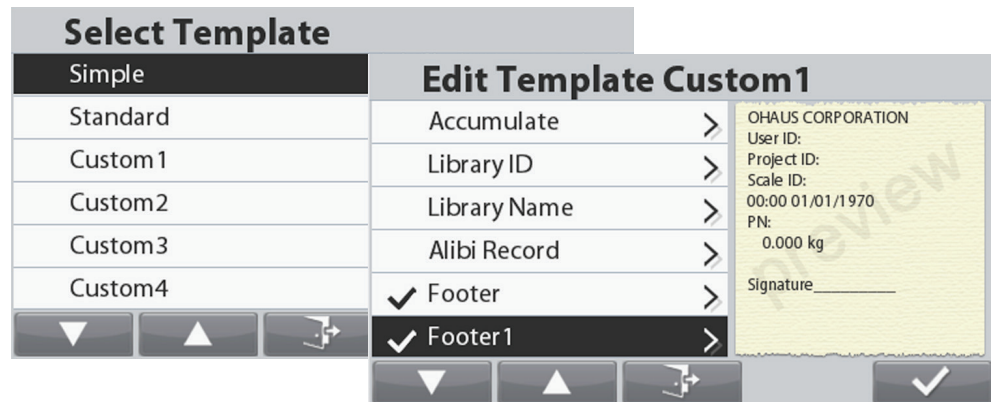 Select Template
Simple
Standard
Custom1
Custom2
Custom3
Custom4
Edit Template Custom1
Accumulate
Library ID
Library Name
Alibi Record
Footer
Footer1
OHAUS CORPORATION
User ID:
Project ID:
Scale ID:
00:00 01/01/1970
PN:
0.000 kg
Signature__________
preview